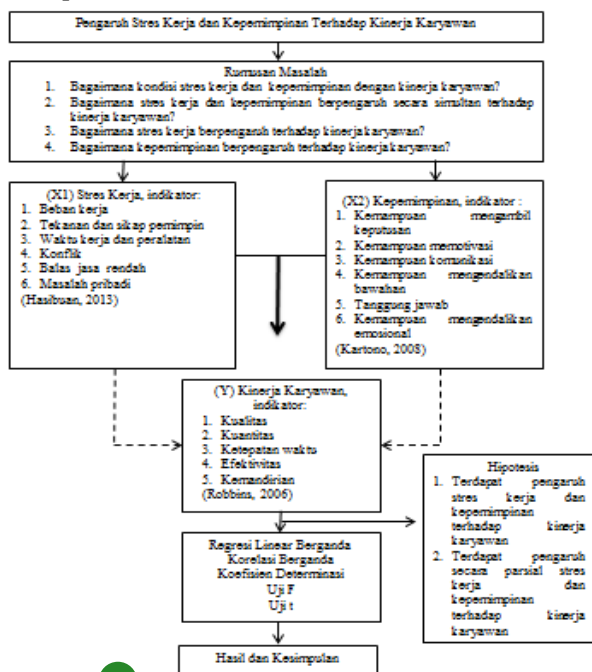 Pengaruh Stres Kerja dan Kepemimpinan Terhadap Kinerja Karyawan
Rumusan Masalah
1. Bagaimana kondisi stres kerja dan kepemimpinan dengan kinerja karyawan?
2. Bagaimana stres kerja dan kepemimpinan berpengaruh secara simultan terhadap
kinerja karyawan?
3. Bagaimana stres kerja berpengaruh terhadap kinerja karyawan?
4. Bagaimana kepemimpinan berpengaruh terhadap kinerja karyawan?
(X1) Stres Kerja, indikator:
1. Beban kerja
2. Tekanan dan sikap pemimpin
3. Waktu kerja dan peralatan
4. Konflik
5. Balas jasa rendah
6. Masalah pribadi
(Hasibuan, 2013)
(X2) Kepemimpinan, indikator :
1. Kemampuan mengambil
keputusan
2. Kemampuan memotivasi
3. Kemampuan komunikasi
4. Kemampuan mengendalikan
bawahan
5. Tanggung jawab
6. Kemampuan mengendalikan
emosional
(Kartono, 2008)
(Y) Kinerja Karyawan,
indikator:
1. Kualitas
2. Kuantitas
3. Ketepatan waktu
4. Efektivitas
5. Kemandirian
(Robbins, 2006)
Hipotesis
1. Terdapat pengaruh
stres kerja dan
kepemimpinan
terhadap kinerja
karyawan
2. Terdapat pengaruh
secara parsial stres
kerja dan
kepemimpinan
terhadap kinerja
karyawan
Regresi Linear Berganda
Korelasi Berganda
Koefisien Determinasi
Uji F
Uji t
Hasil dan Kesimpulan